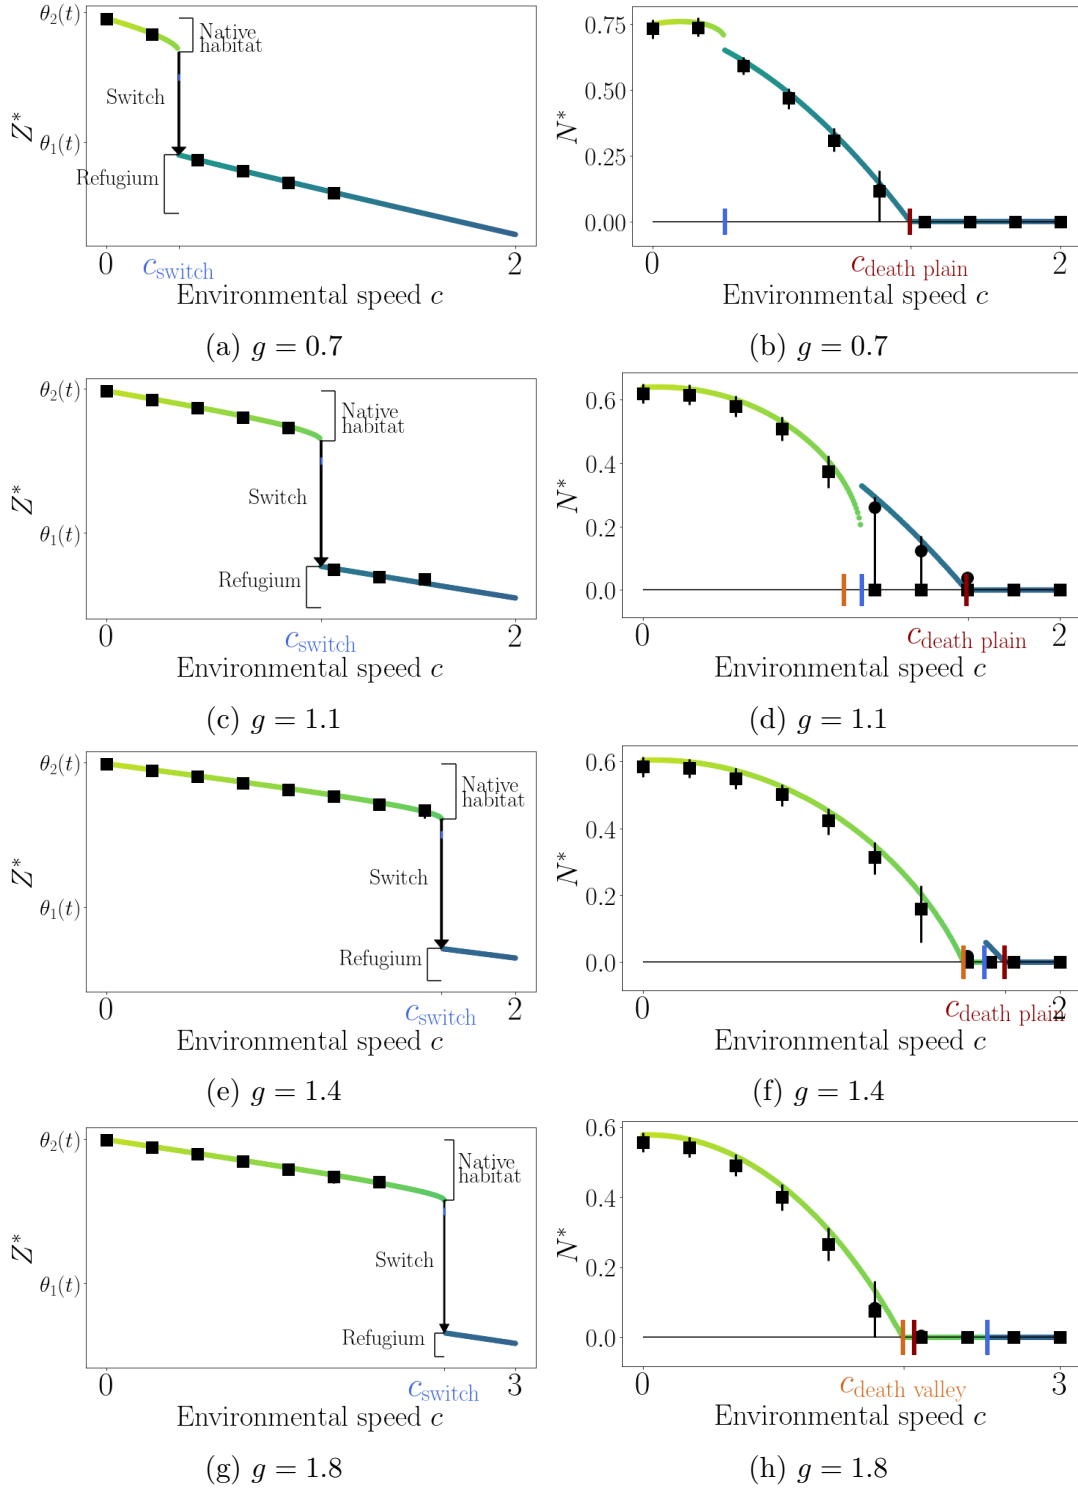 θ₂(t)
Native
habitat
Switch
Z*
θ₁(t)
Refugium
0
2
c_switch
Environmental speed c
(a) g = 0.7
0.75
0.50
N*
0.25
0.00
0
2
c_death plain
Environmental speed c
(b) g = 0.7
θ₂(t)
Native
habitat
Z*
Switch
θ₁(t)
Refugium
0
2
c_switch
Environmental speed c
(c) g = 1.1
0.6
0.4
N*
0.2
0.0
0
2
c_death plain
Environmental speed c
(d) g = 1.1
θ₂(t)
Native
habitat
Z*
Switch
θ₁(t)
Refugium
0
2
c_switch
Environmental speed c
(e) g = 1.4
0.6
0.4
N*
0.2
0.0
0
2
c_death plain
Environmental speed c
(f) g = 1.4
θ₂(t)
Native
habitat
Z*
Switch
θ₁(t)
Refugium
0
3
c_switch
Environmental speed c
(g) g = 1.8
0.6
0.4
N*
0.2
0.0
0
3
c_death valley
Environmental speed c
(h) g = 1.8